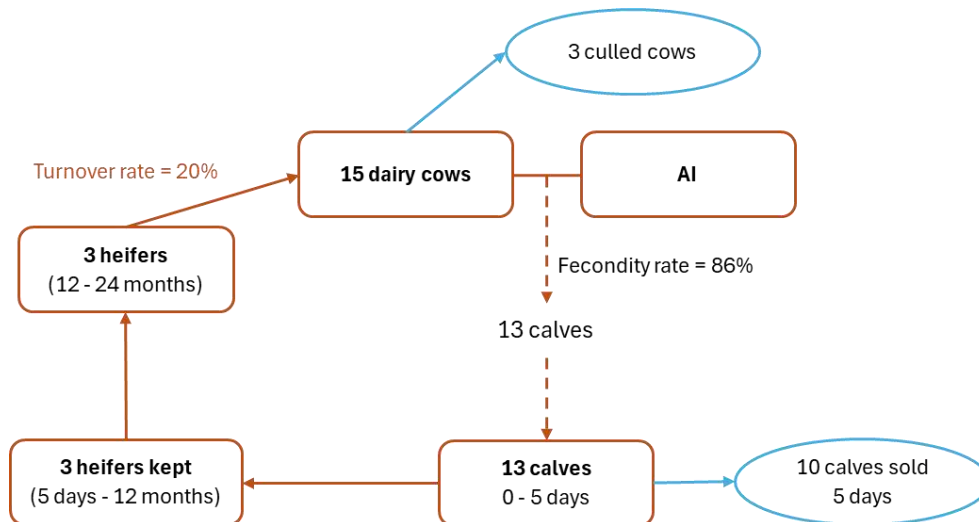 3 culled cows
Turnover rate = 20%
15 dairy cows
AI
3 heifers
(12 - 24 months)
Fecondity rate = 86%
13 calves
3 heifers kept
(5 days - 12 months)
13 calves
0 - 5 days
10 calves sold
5 days